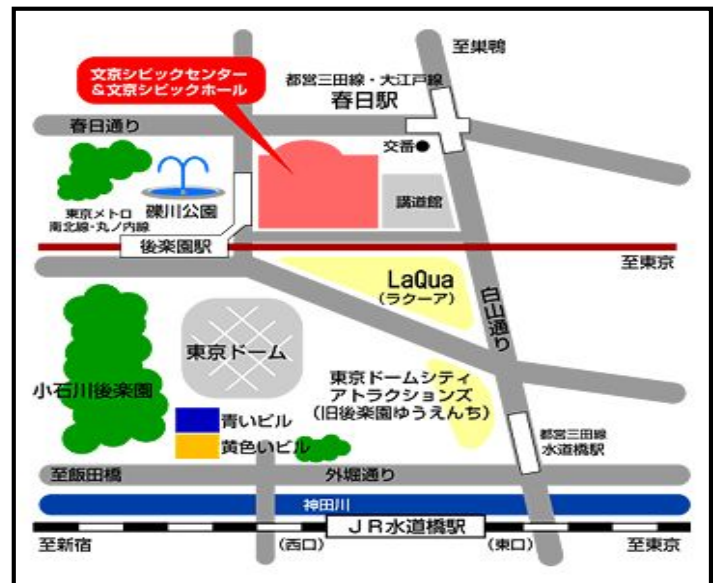 至巣鴨
文京シビックセンター
＆文京シビックホール
都営三田線・大江戸線
春日駅
春日通り
交番●
東京メトロ
南北線・丸ノ内線
礫川公園
講道館
後楽園駅
至東京
LaQua
(ラクーア)
白山通り
東京ドーム
小石川後楽園
東京ドームシティ
アトラクションズ
(旧後楽園ゆうえんち)
青いビル
黄色いビル
都営三田線
水道橋駅
至飯田橋
外堀通り
神田川
ＪＲ水道橋駅
至新宿
(西口)
(東口)
至東京